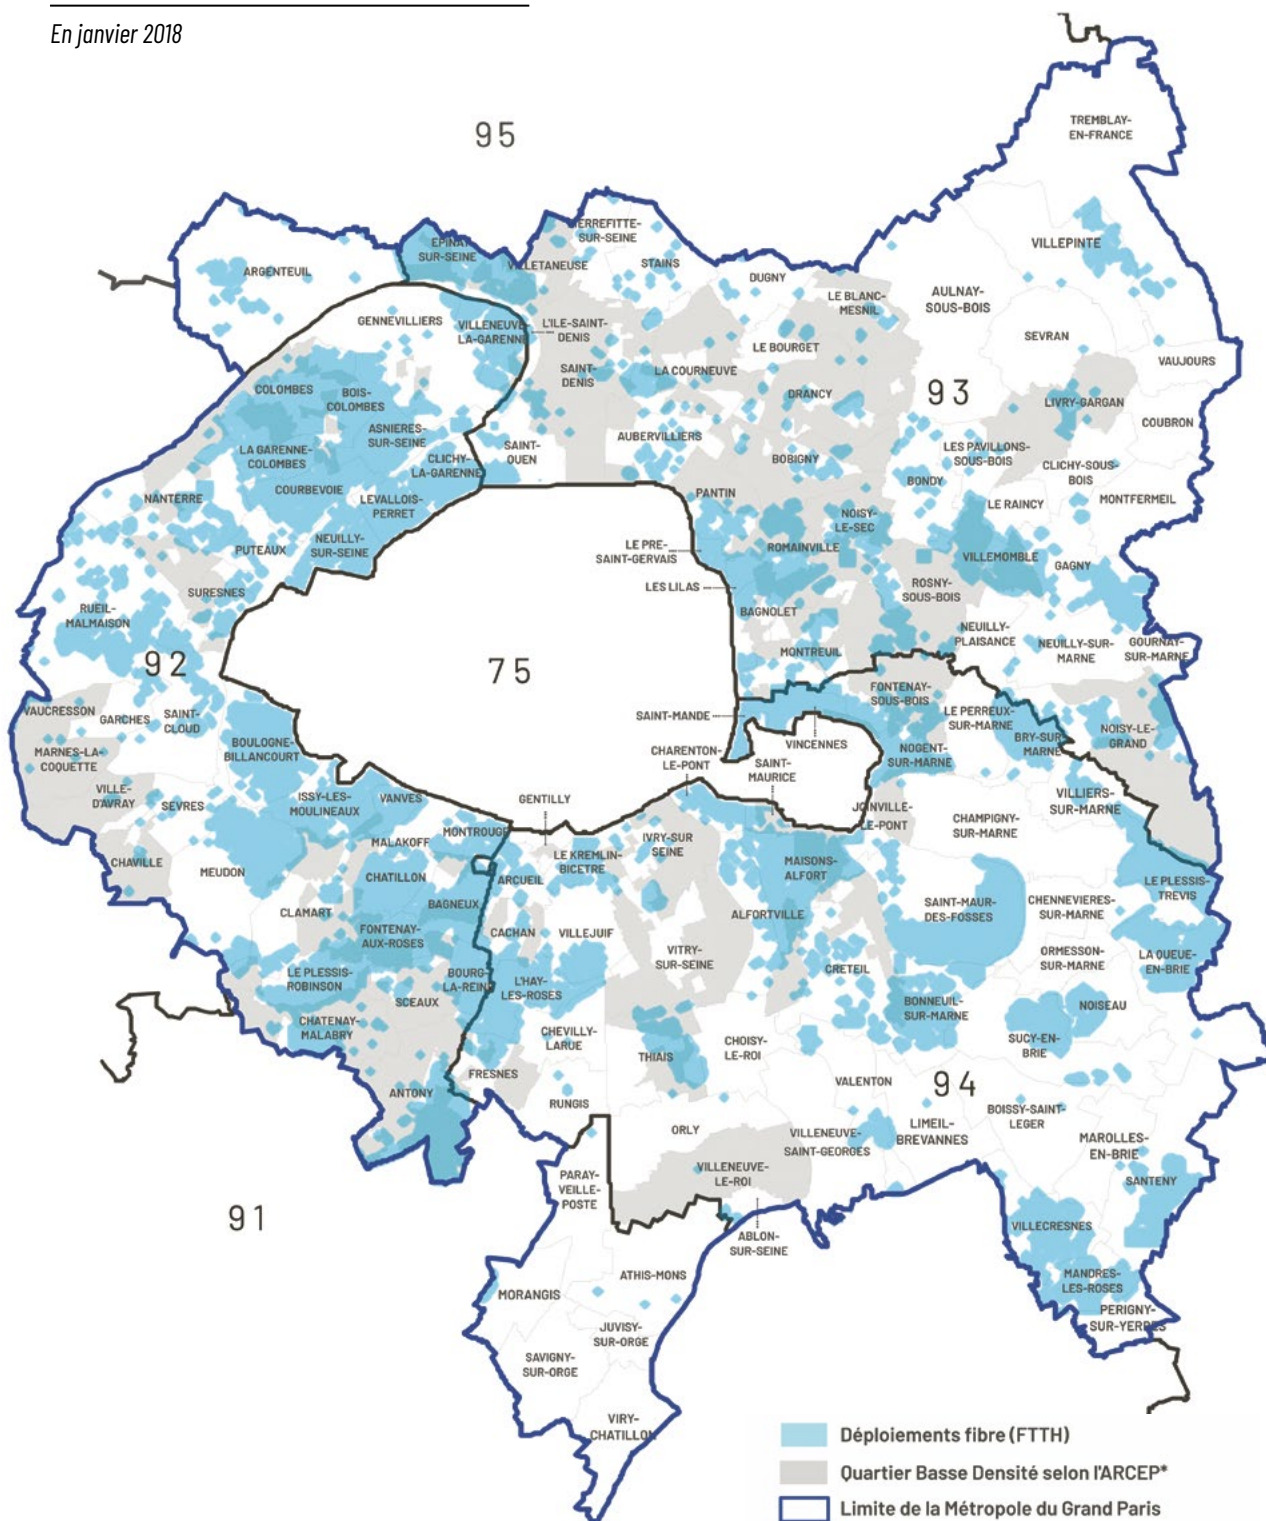 En janvier 2018
95
TREMBLAY-
EN-FRANCE
VILLEPINTE
ERREFITTE-
SUR-SEINE
EPINAY
SUR-SEINE
VILLETANEUSE
STAINS
ARGENTEUIL
DUGNY
LE BLANC-
MESNIL
AULNAY-
SOUS-BOIS
GENNEVILLIERS
VILLENEUVE-
LA-GARENNE
L'ILE-SAINT-
DENIS
LE BOURGET
SEVRAN
VAUJOURS
SAINT-
DENIS
LA COURNEUVE
COLOMBES
BOIS-
COLOMBES
DRANCY
93
LIVRY-GARGAN
COUBRON
ASNIERES-
SUR-SEINE
AUBERVILLIERS
LA GARENNE-
COLOMBES
CLICHY-
LA-GARENNE
SAINT-
OUEN
BOBIGNY
LES PAVILLONS-
SOUS-BOIS
CLICHY-SOUS-
BOIS
BONDY
NANTERRE
COURBEVOIE
LEVALLOIS-
PERRET
PANTIN
LE RAINCY
MONTFERMEIL
NOISY-
LE-SEC
NEUILLY-
SUR-SEINE
PUTEAUX
LE PRE-
SAINT-GERVAIS
ROMAINVILLE
VILLEMOMBLE
GAGNY
SURESNES
LES LILAS
ROSNY-
SOUS-BOIS
RUEIL-
MALMAISON
BAGNOLET
NEUILLY-
PLAISANCE
NEUILLY-SUR-
MARNE
GOURNAY-
SUR-MARNE
92
75
MONTREUIL
VAUCRESSON
GARCHES
SAINT-
CLOUD
SAINT-MANDE
FONTENAY-
SOUS-BOIS
LE PERREUX-
SUR-MARNE
BRY-SUR-
MARNE
NOISY-LE-
GRAND
MARNES-LA-
COQUETTE
BOULOGNE-
BILLANCOURT
CHARENTON-
LE-PONT
VINCENNES
SAINT-
MAURICE
NOGENT-
SUR-MARNE
VILLE-
D'AVRAY
SEVRES
ISSY-LES-
MOULINEAUX
VANVES
GENTILLY
JOINVILLE-
LE-PONT
VILLIERS-
SUR-MARNE
CHAMPIGNY-
SUR-MARNE
MALAKOFF
MONTROUGE
IVRY-SUR
SEINE
CHAVILLE
MEUDON
CHATILLON
LE KREMLIN-
BICETRE
MAISONS-
ALFORT
ARCUEIL
LE PLESSIS-
TREVIS
CLAMART
BAGNEUX
ALFORTVILLE
SAINT-MAUR-
DES-FOSSES
CHENNEVIERES-
SUR-MARNE
FONTENAY-
AUX-ROSES
CACHAN
VILLEJUIF
VITRY-
SUR-SEINE
ORMESSON-
SUR-MARNE
LA QUEUE-
EN-BRIE
LE PLESSIS-
ROBINSON
SCEAUX
BOURG-
LA-REINE
L'HAY-
LES-ROSES
CRETEIL
BONNEUIL-
SUR-MARNE
NOISEAU
CHATENAY-
MALABRY
CHEVILLY-
LARUE
THIAIS
CHOISY-
LE-ROI
SUCY-EN-
BRIE
ANTONY
FRESNES
RUNGIS
VALENTON
94
ORLY
VILLENEUVE-
SAINT-GEORGES
LIMEIL-
BREVANNES
BOISSY-SAINT-
LEGER
MAROLLES-
EN-BRIE
PARAY-
VEILLE-
POSTE
VILLENEUVE-
LE-ROI
SANTENY
91
ABLON-
SUR-SEINE
VILLECRESNES
ATHIS-MONS
MORANGIS
MANDRES-
LES-ROSES
PERIGNY-
SUR-YERRES
JUVISY-
SUR-ORGE
SAVIGNY-
SUR-ORGE
VIRY-
CHATILLON
Déploiements fibre (FTTH)
Quartier Basse Densité selon l'ARCEP*
Limite de la Métropole du Grand Paris